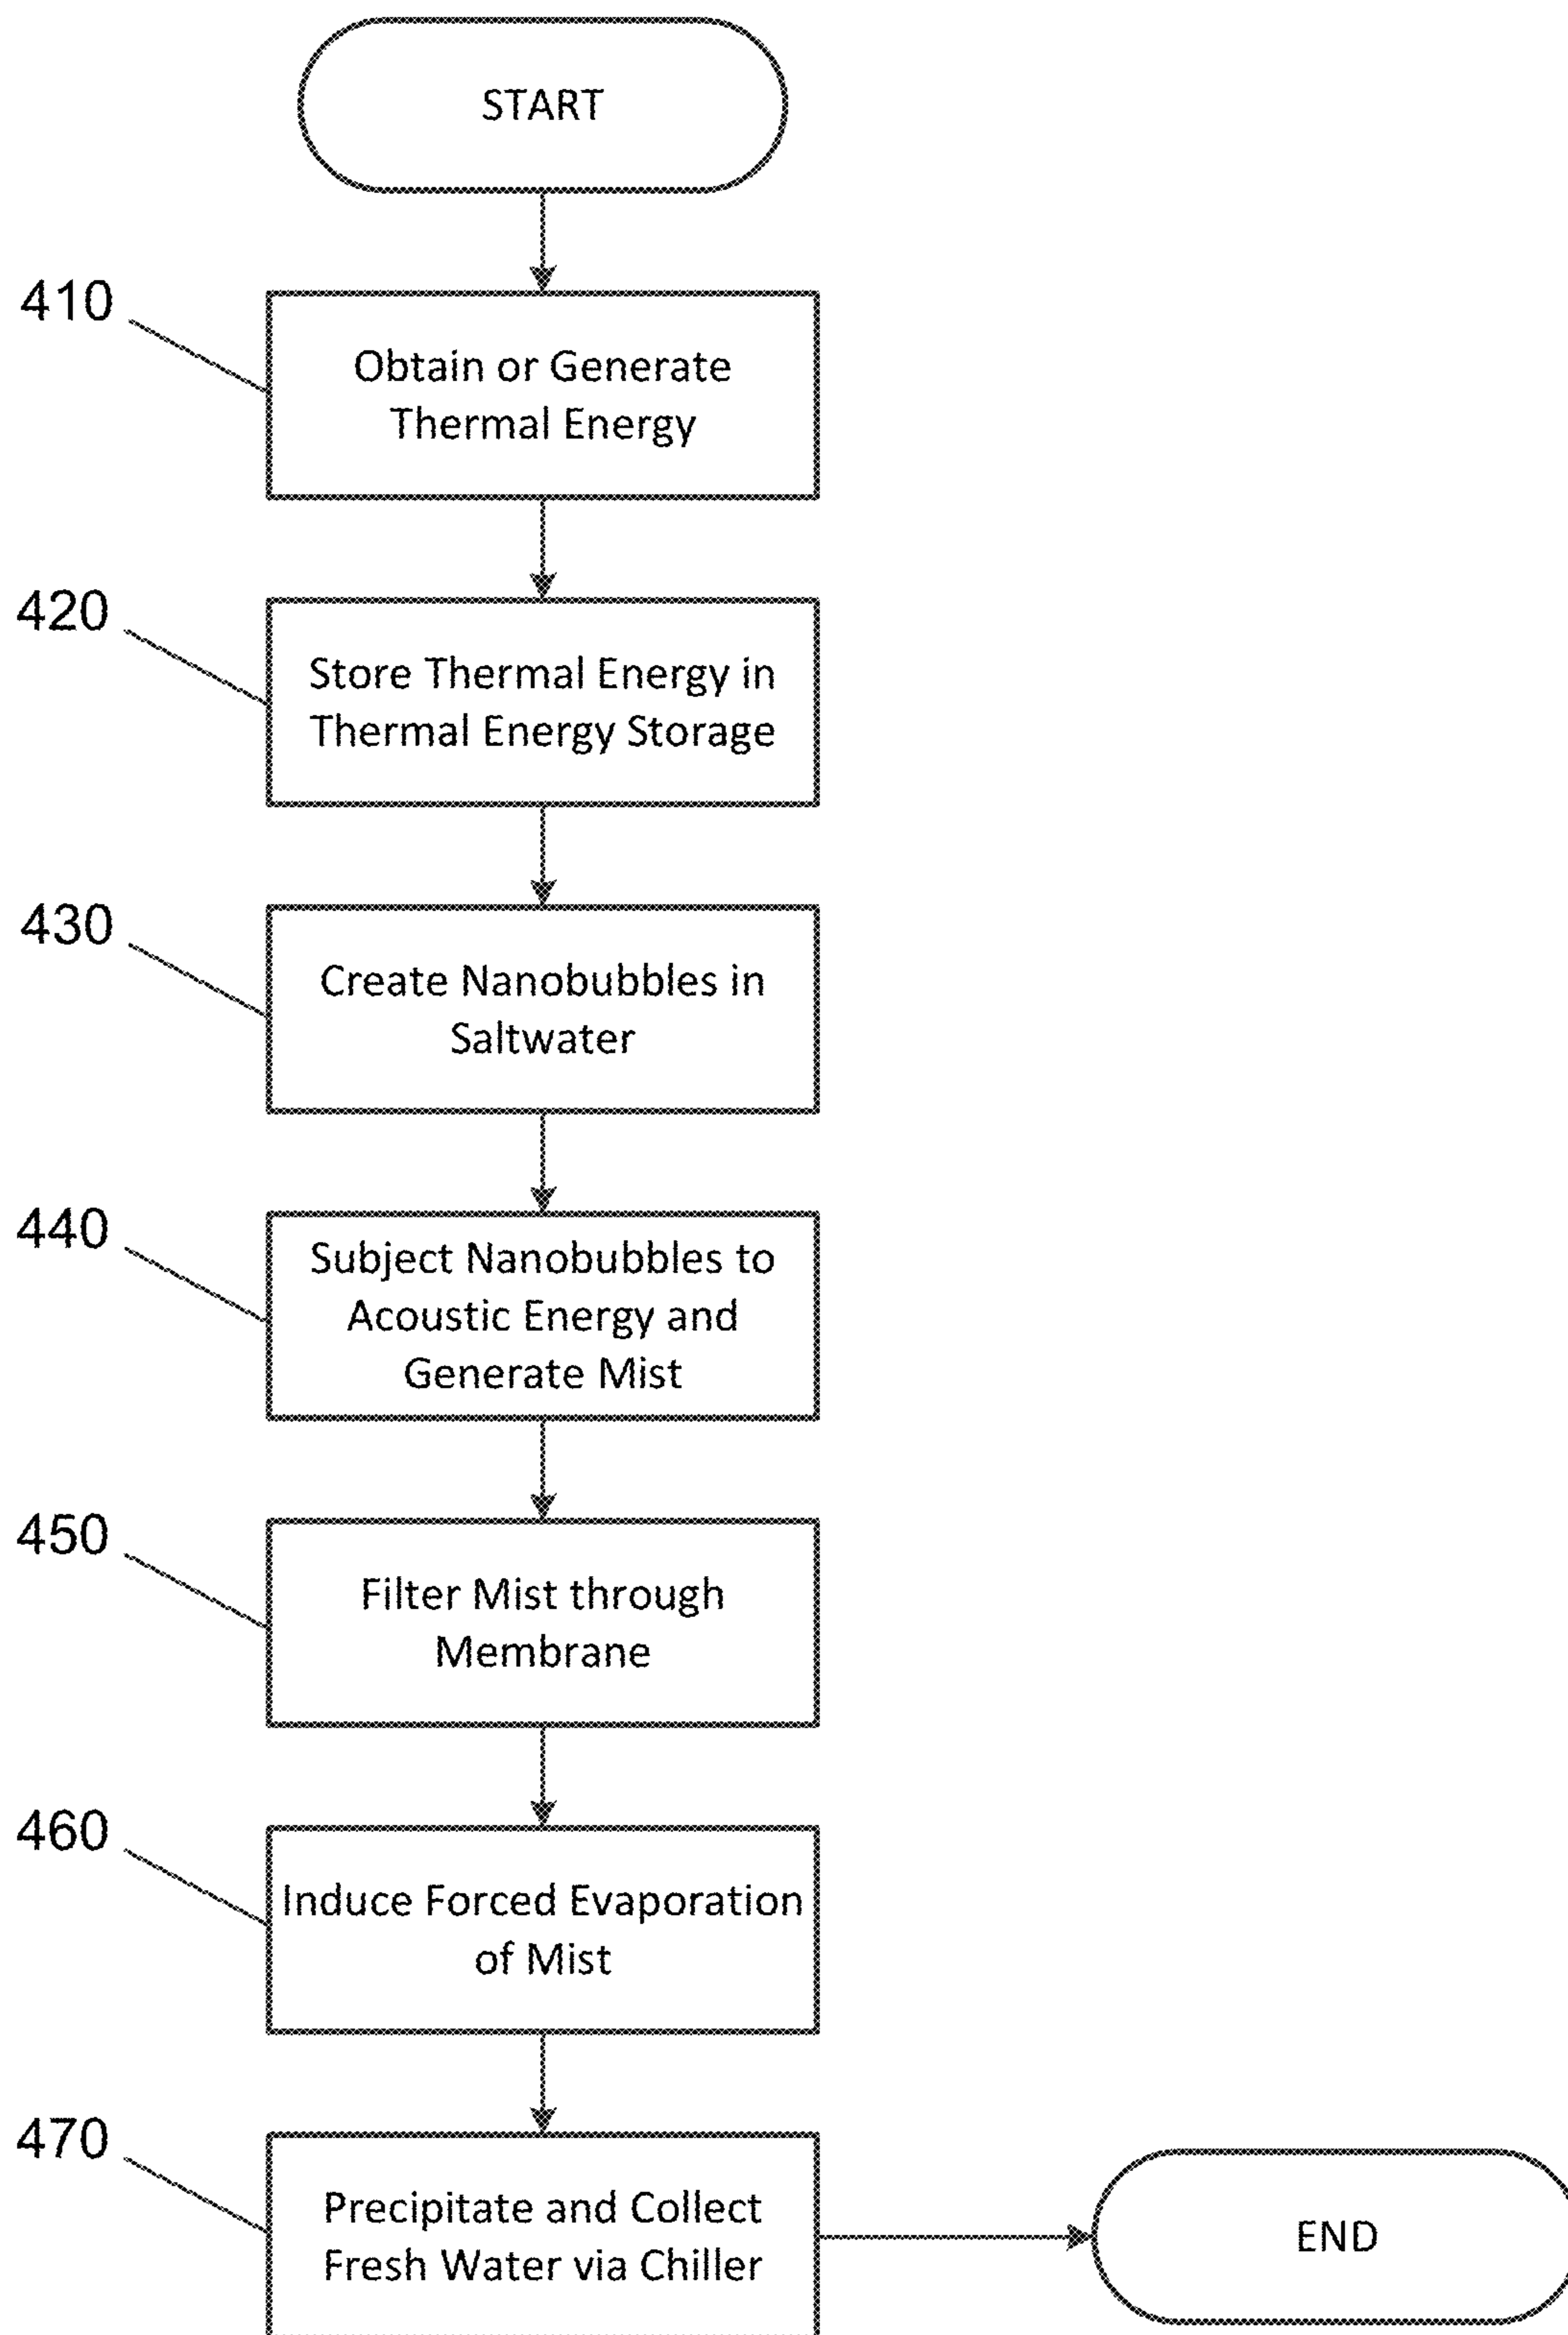 START
410
Obtain or Generate
Thermal Energy
420
Store Thermal Energy in
Thermal Energy Storage
430
Create Nanobubbles in
Saltwater
440
Subject Nanobubbles to
Acoustic Energy and
Generate Mist
450
Filter Mist through
Membrane
460
Induce Forced Evaporation
of Mist
470
Precipitate and Collect
Fresh Water via Chiller
END